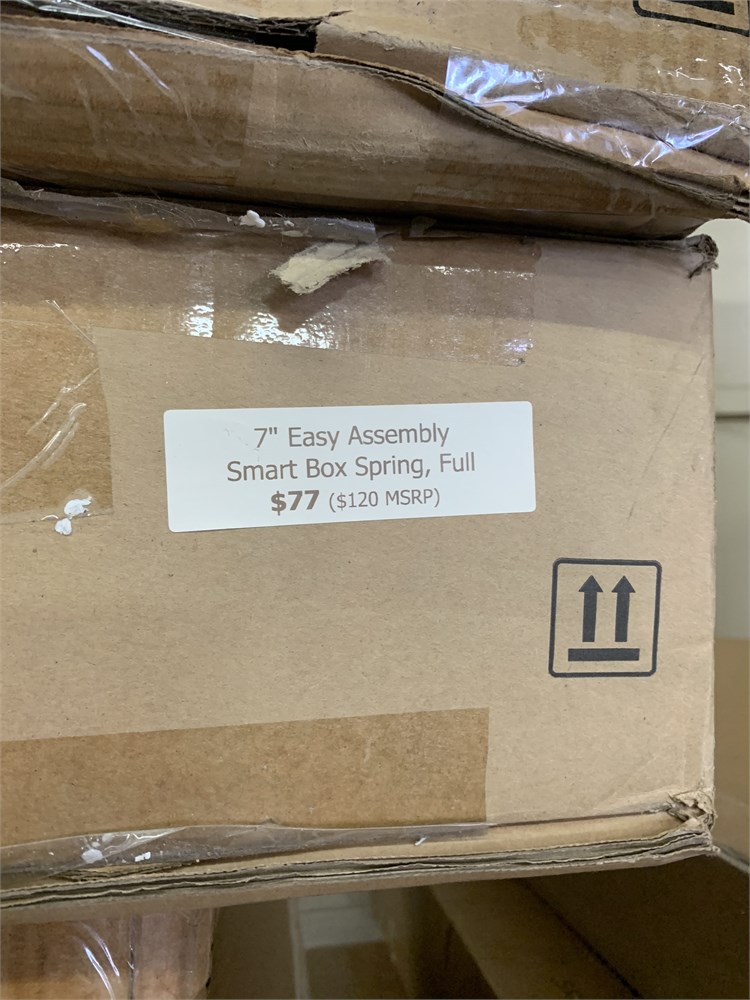 7" Easy Assembly
Smart Box Spring, Full
$77 ($120 MSRP)